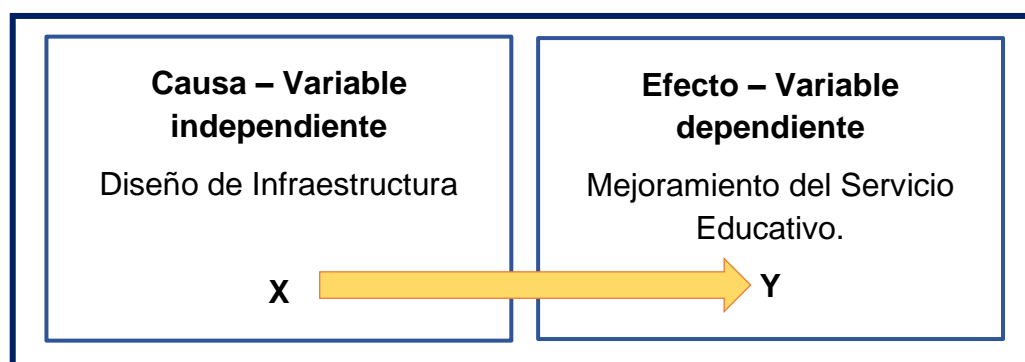 Causa – Variable
independiente
Diseño de Infraestructura
X
Efecto – Variable
dependiente
Mejoramiento del Servicio
Educativo.
Y